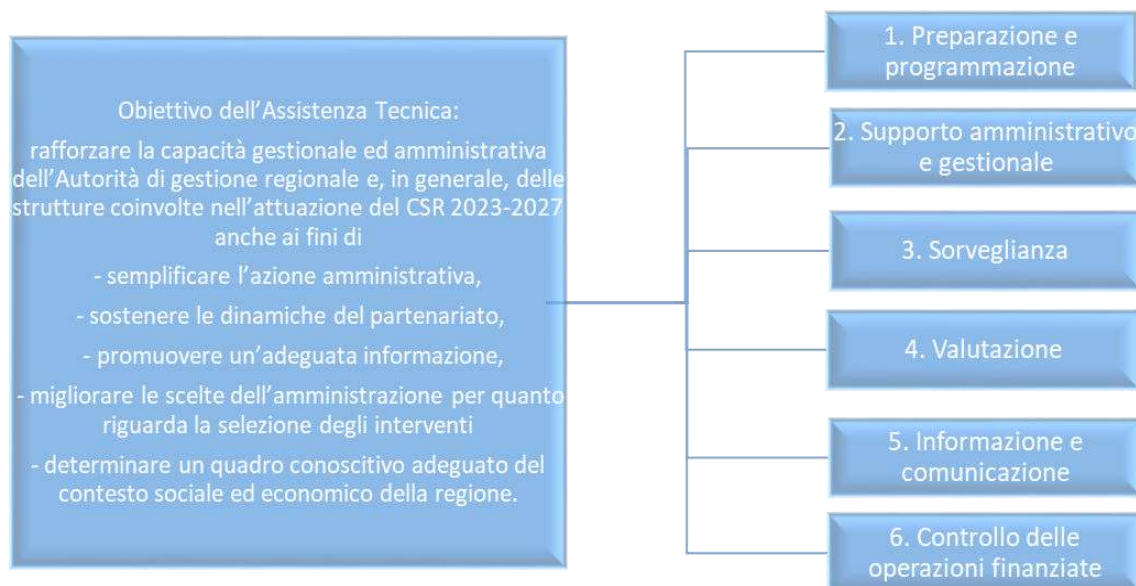 Obiettivo dell’Assistenza Tecnica:
rafforzare la capacità gestionale ed amministrativa
dell’Autorità di gestione regionale e, in generale, delle
strutture coinvolte nell’attuazione del CSR 2023-2027
anche ai fini di
- semplificare l’azione amministrativa,
- sostenere le dinamiche del partenariato,
- promuovere un’adeguata informazione,
- migliorare le scelte dell’amministrazione per quanto
riguarda la selezione degli interventi
- determinare un quadro conoscitivo adeguato del
contesto sociale ed economico della regione.
1. Preparazione e
programmazione
2. Supporto amministrativo
e gestionale
3. Sorveglianza
4. Valutazione
5. Informazione e
comunicazione
6. Controllo delle
operazioni finanziate